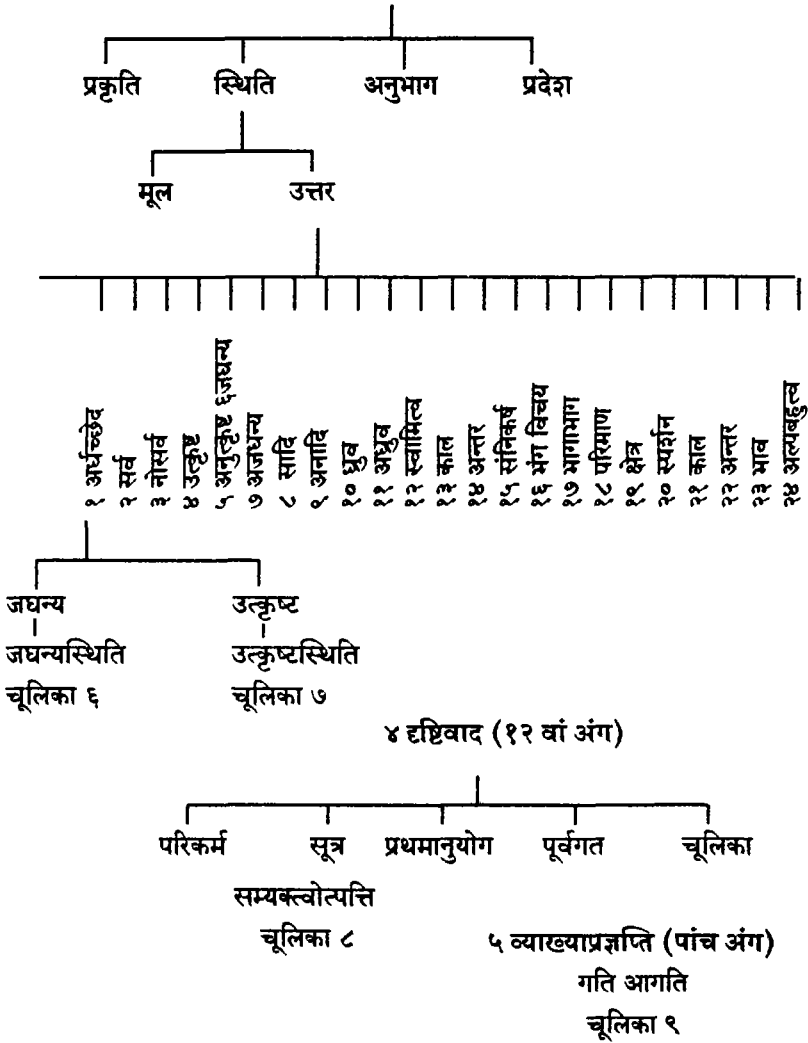 प्रकृति स्थिति अनुभाग प्रदेश
मूल उत्तर
१ अर्धच्छेद
२ सर्व
३ नोसर्व
४ उत्कृष्ट
५ अनुत्कृष्ट ६जघन्य
७ अजघन्य
८ सादि
९ अनादि
१० ध्रुव
११ अध्रुव
१२ स्वामित्व
१३ काल
१४ अन्तर
१५ संनिकर्ष
१६ भंग विचय
१७ भागाभाग
१८ परिमाण
१९ क्षेत्र
२० स्पर्शन
२१ काल
२२ अन्तर
२३ भाव
२४ अल्पबहुत्व
जघन्य उत्कृष्ट
जघन्यस्थिति उत्कृष्टस्थिति
चूलिका ६ चूलिका ७
४ दृष्टिवाद (१२ वां अंग)
परिकर्म सूत्र प्रथमानुयोग पूर्वगत चूलिका
सम्यक्त्वोत्पत्ति
चूलिका ८
५ व्याख्याप्रज्ञप्ति (पांच अंग)
गति आगति
चूलिका ९